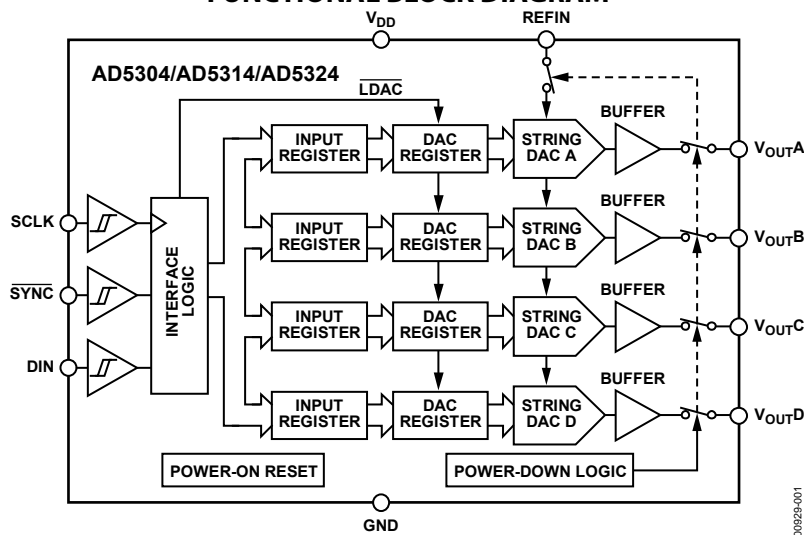 FUNCTIONAL BLOCK DIAGRAM
VDD
REFIN
AD5304/AD5314/AD5324
LDAC
INPUT
REGISTER
DAC
REGISTER
STRING
DAC A
BUFFER
VOUTA
SCLK
INPUT
REGISTER
DAC
REGISTER
STRING
DAC B
BUFFER
VOUTB
SYNC
INTERFACE
LOGIC
INPUT
REGISTER
DAC
REGISTER
STRING
DAC C
BUFFER
VOUTC
DIN
INPUT
REGISTER
DAC
REGISTER
STRING
DAC D
BUFFER
VOUTD
POWER-ON RESET
POWER-DOWN LOGIC
GND
00929-001